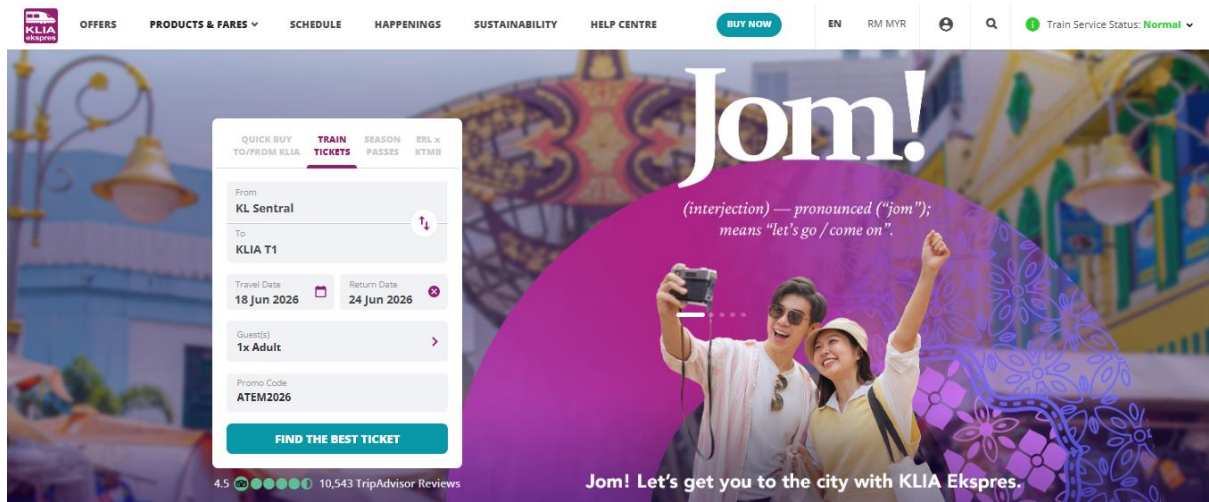 KLIA
ekspres
OFFERS
PRODUCTS & FARES
SCHEDULE
HAPPENINGS
SUSTAINABILITY
HELP CENTRE
BUY NOW
EN
RM MYR
Train Service Status: Normal
QUICK BUY
TO/FROM KLIA
TRAIN
TICKETS
SEASON
PASSES
ERL x
KTMB
From
KL Sentral
To
KLIA T1
Travel Date
18 Jun 2026
Return Date
24 Jun 2026
Guest(s)
1x Adult
Promo Code
ATEM2026
FIND THE BEST TICKET
4.5
10,543 TripAdvisor Reviews
Jom!
(interjection) — pronounced (“jom”);
means “let’s go / come on”.
Jom! Let’s get you to the city with KLIA Ekspres.